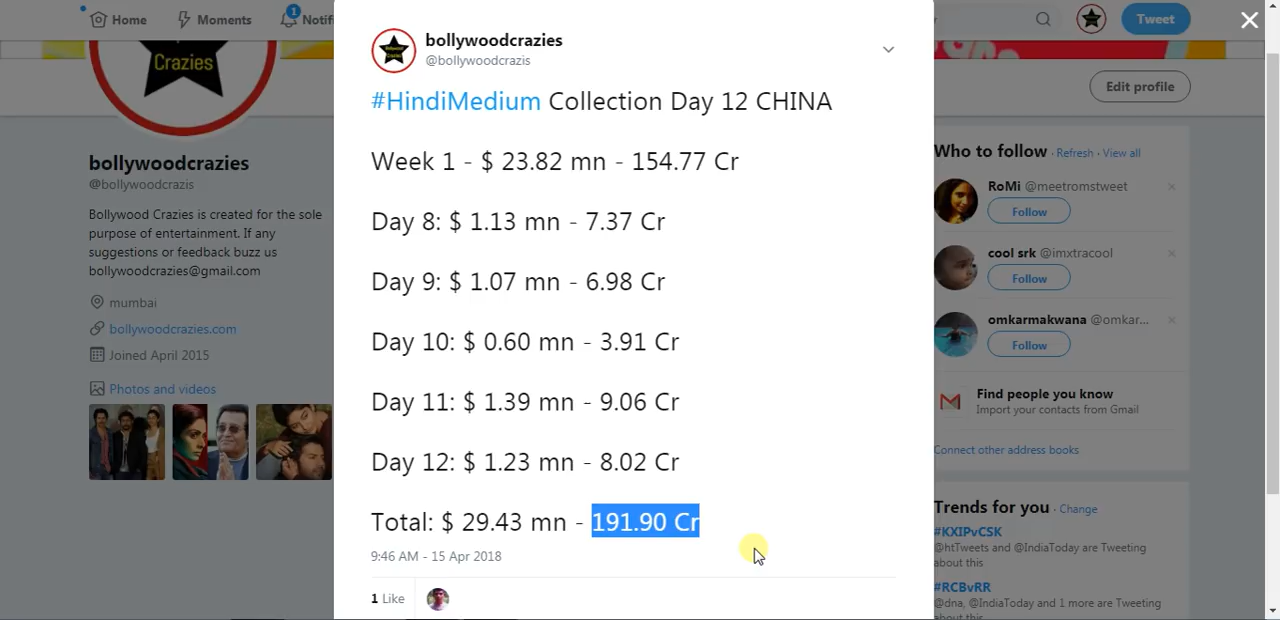 Home
Moments
1
Notifi
Tweet
Crazies
bollywoodcrazies
@bollywoodcrazis
Bollywood Crazies is created for the sole
purpose of entertainment. If any
suggestions or feedback buzz us
bollywoodcrazies@gmail.com
mumbai
bollywoodcrazies.com
Joined April 2015
Photos and videos
bollywoodcrazies
@bollywoodcrazis
#HindiMedium Collection Day 12 CHINA
Week 1 - $ 23.82 mn - 154.77 Cr
Day 8: $ 1.13 mn - 7.37 Cr
Day 9: $ 1.07 mn - 6.98 Cr
Day 10: $ 0.60 mn - 3.91 Cr
Day 11: $ 1.39 mn - 9.06 Cr
Day 12: $ 1.23 mn - 8.02 Cr
Total: $ 29.43 mn - 191.90 Cr
9:46 AM - 15 Apr 2018
1 Like
Edit profile
Who to follow · Refresh · View all
RoMi @meetromstweet
Follow
cool srk @imxtracool
Follow
omkarmakwana @omkar...
Follow
Find people you know
Import your contacts from Gmail
Connect other address books
Trends for you · Change
#KXIPvCSK
@htTweets and @IndiaToday are Tweeting
about this
#RCBvRR
@dna, @IndiaToday and 1 more are Tweeting
about this